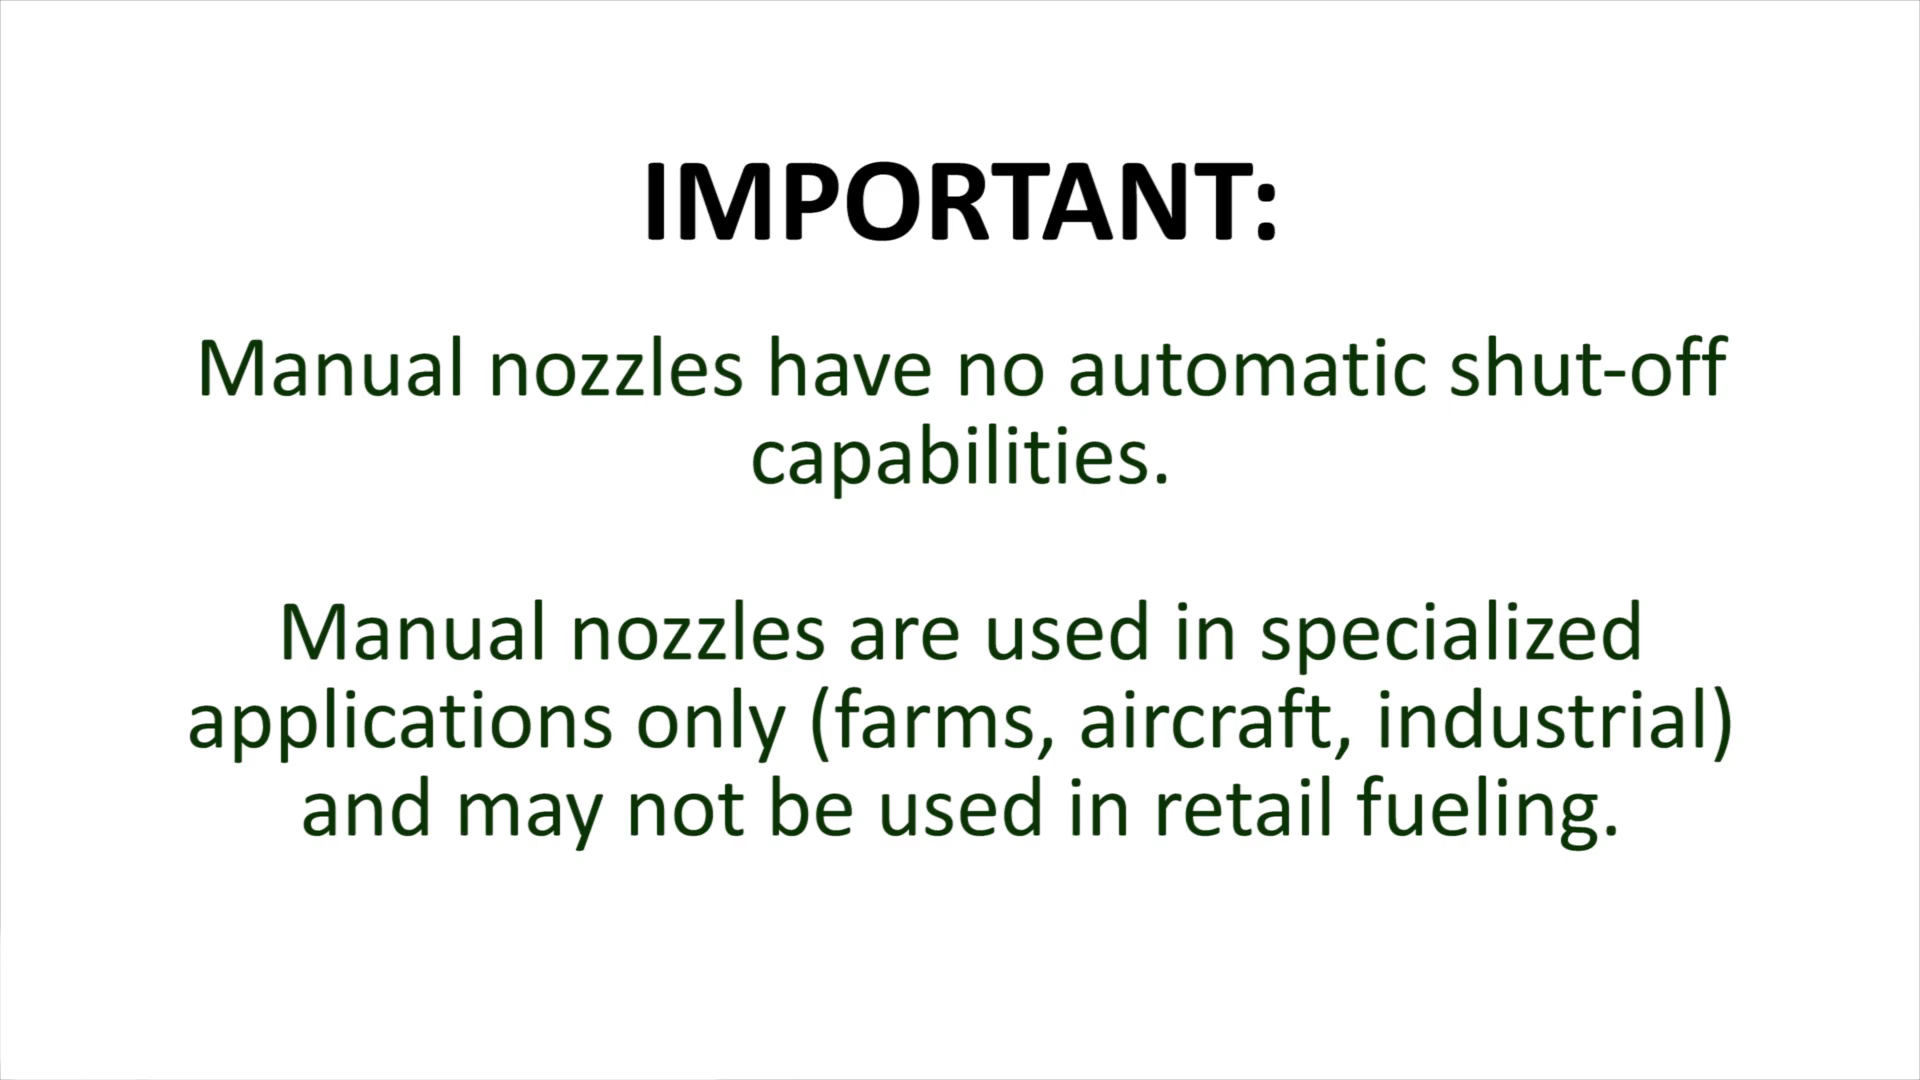 IMPORTANT:
Manual nozzles have no automatic shut-off
capabilities.
Manual nozzles are used in specialized
applications only (farms, aircraft, industrial)
and may not be used in retail fueling.